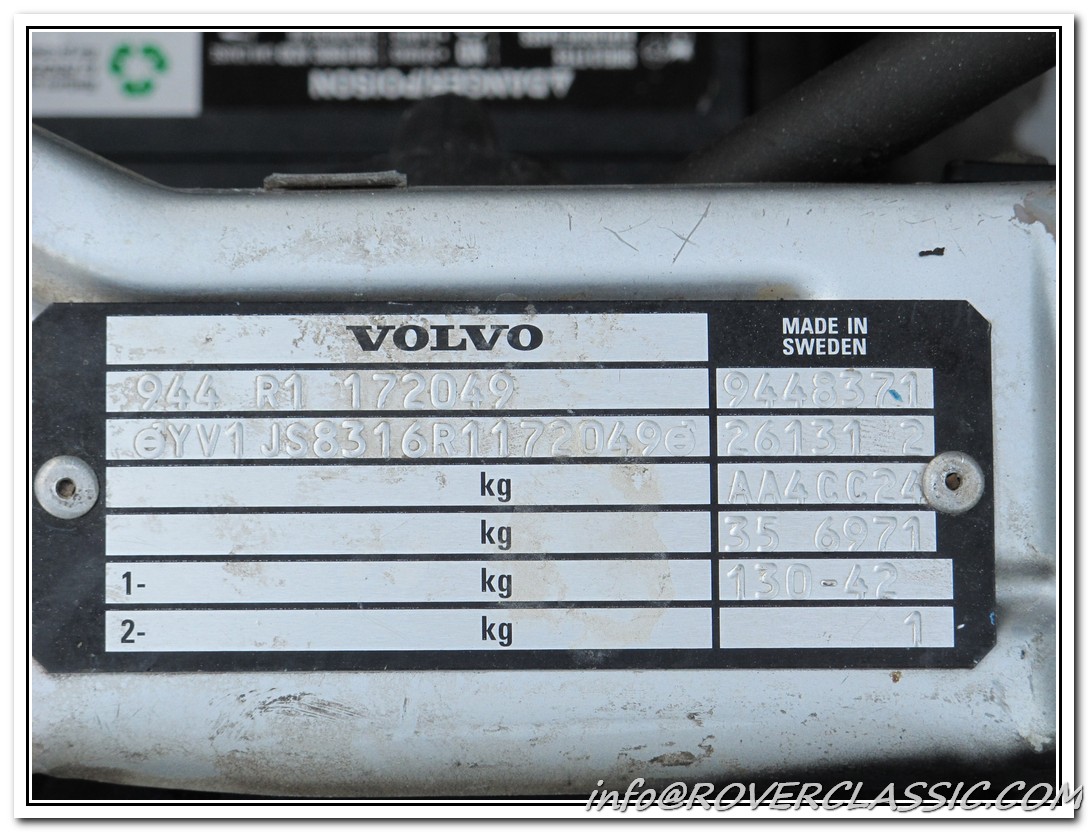 VOLVO
MADE IN
SWEDEN
944 R1 172049
9448371
eYV1JS8316R1172049e
26131 2
kg
AA4CC24
kg
35 6971
1- kg
130-42
2- kg
1
info@ROVERCLASSIC.COM